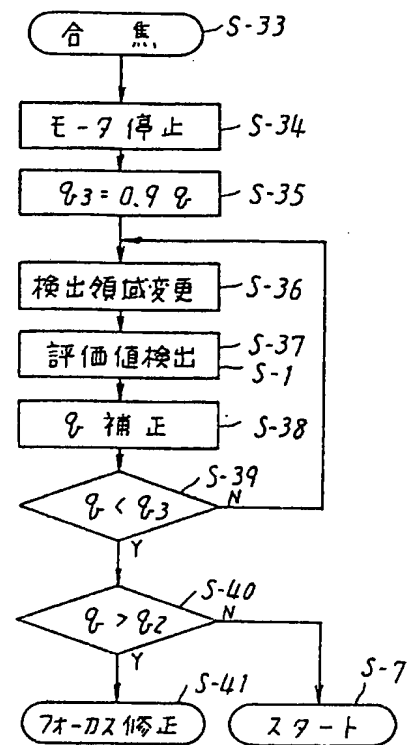 合 焦
S-33
モータ停止
S-34
q3=0.9 q
S-35
検出領域変更
S-36
評価値検出
S-37
S-1
q 補正
S-38
q < q3
S-39
N
Y
q > q2
S-40
N
Y
フォーカス修正
S-41
スタート
S-7